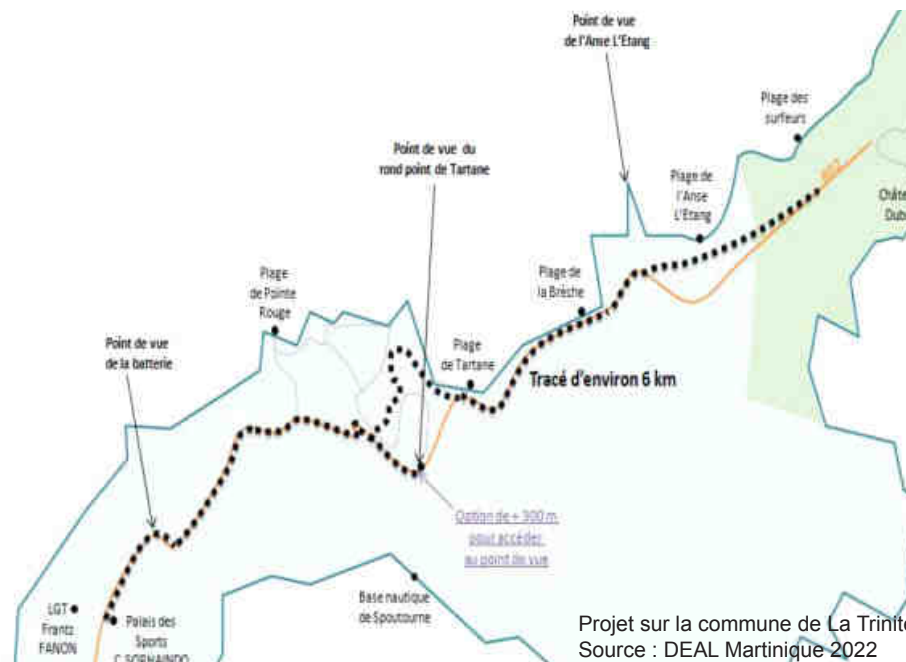 Point de vue
de l'Anse L'Etang
Plage des
surfeurs
Point de vue du
rond point de Tartane
Plage de
l'Anse
L'Etang
Plage
de Pointe
Rouge
Plage de
la Brèche
Point de vue
de la batterie
Plage
de Tartane
Tracé d'environ 6 km
Option de + 300 m
pour accéder
au point de vue
LGT
Frantz
FANON
Palais des
Sports
Base nautique
de Spoutourne
Projet sur la commune de La Trinité
Source : DEAL Martinique 2022